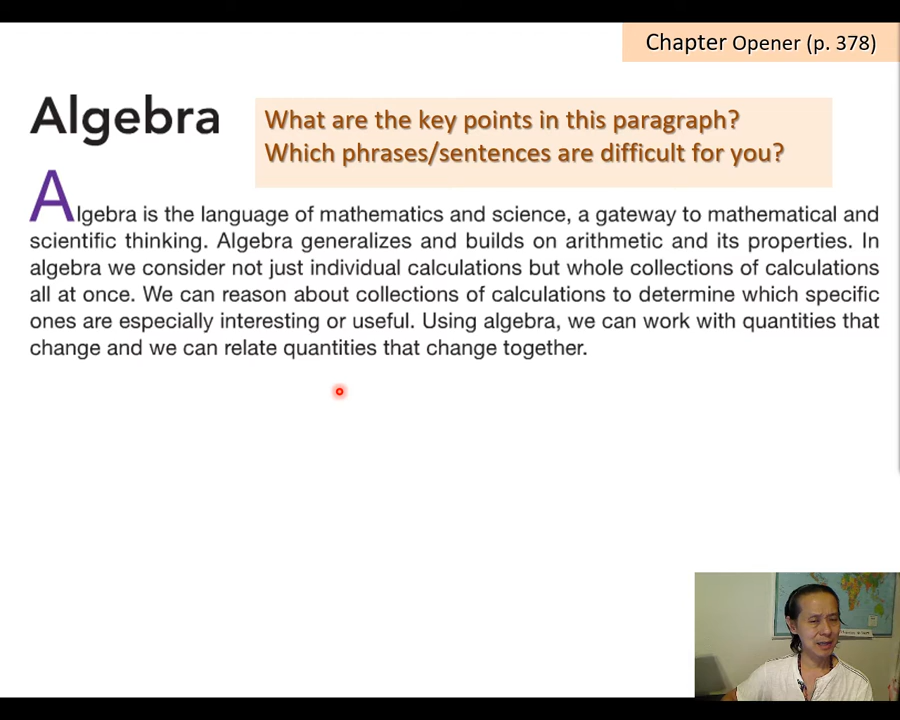 Chapter Opener (p. 378)
Algebra
What are the key points in this paragraph?
Which phrases/sentences are difficult for you?
Algebra is the language of mathematics and science, a gateway to mathematical and
scientific thinking. Algebra generalizes and builds on arithmetic and its properties. In
algebra we consider not just individual calculations but whole collections of calculations
all at once. We can reason about collections of calculations to determine which specific
ones are especially interesting or useful. Using algebra, we can work with quantities that
change and we can relate quantities that change together.